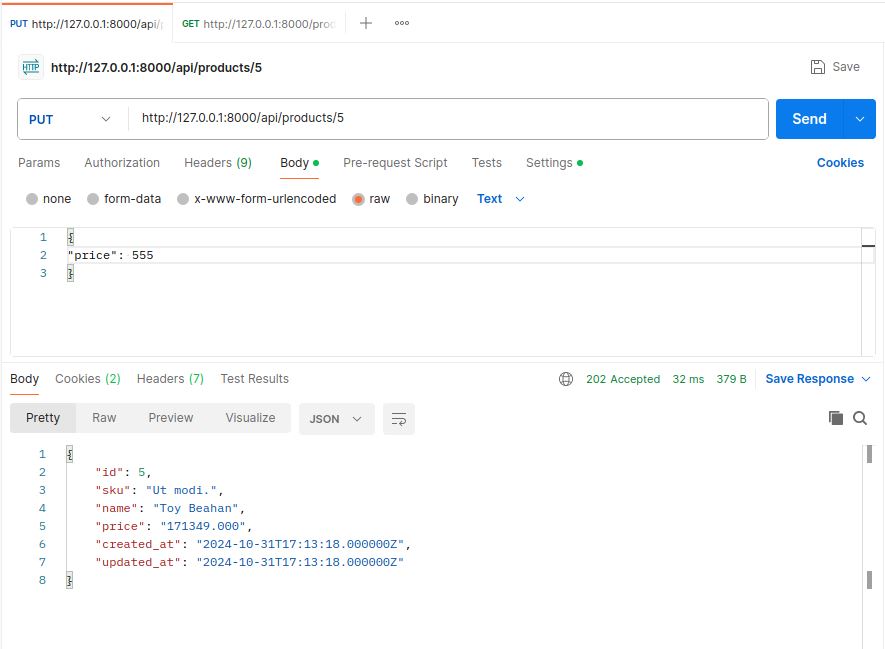 PUT http://127.0.0.1:8000/api/ GET http://127.0.0.1:8000/pro
HTTP http://127.0.0.1:8000/api/products/5 Save
PUT http://127.0.0.1:8000/api/products/5 Send
Params Authorization Headers (9) Body Pre-request Script Tests Settings Cookies
none form-data x-www-form-urlencoded raw binary Text
1 {
2 "price": 555
3 }
Body Cookies (2) Headers (7) Test Results 202 Accepted 32 ms 379 B Save Response
Pretty Raw Preview Visualize JSON
1 {
2 "id": 5,
3 "sku": "Ut modi.",
4 "name": "Toy Beahan",
5 "price": "171349.000",
6 "created_at": "2024-10-31T17:13:18.000000Z",
7 "updated_at": "2024-10-31T17:13:18.000000Z"
8 }